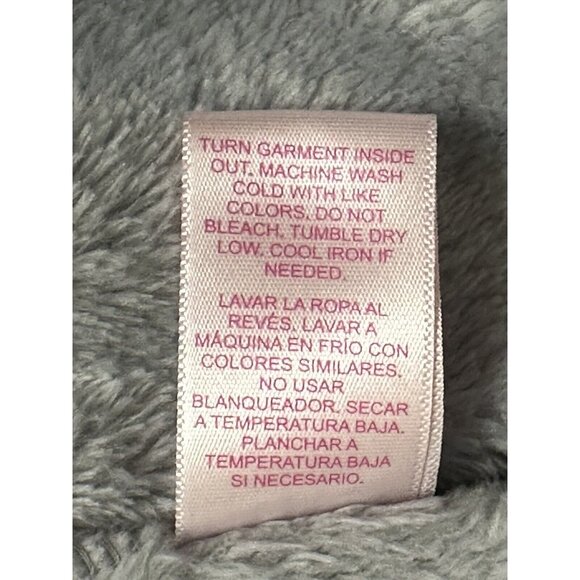 TURN GARMENT INSIDE
OUT. MACHINE WASH
COLD WITH LIKE
COLORS. DO NOT
BLEACH. TUMBLE DRY
LOW. COOL IRON IF
NEEDED.
LAVAR LA ROPA AL
REVÉS. LAVAR A
MÁQUINA EN FRÍO CON
COLORES SIMILARES.
NO USAR
BLANQUEADOR. SECAR
A TEMPERATURA BAJA.
PLANCHAR A
TEMPERATURA BAJA
SI NECESARIO.